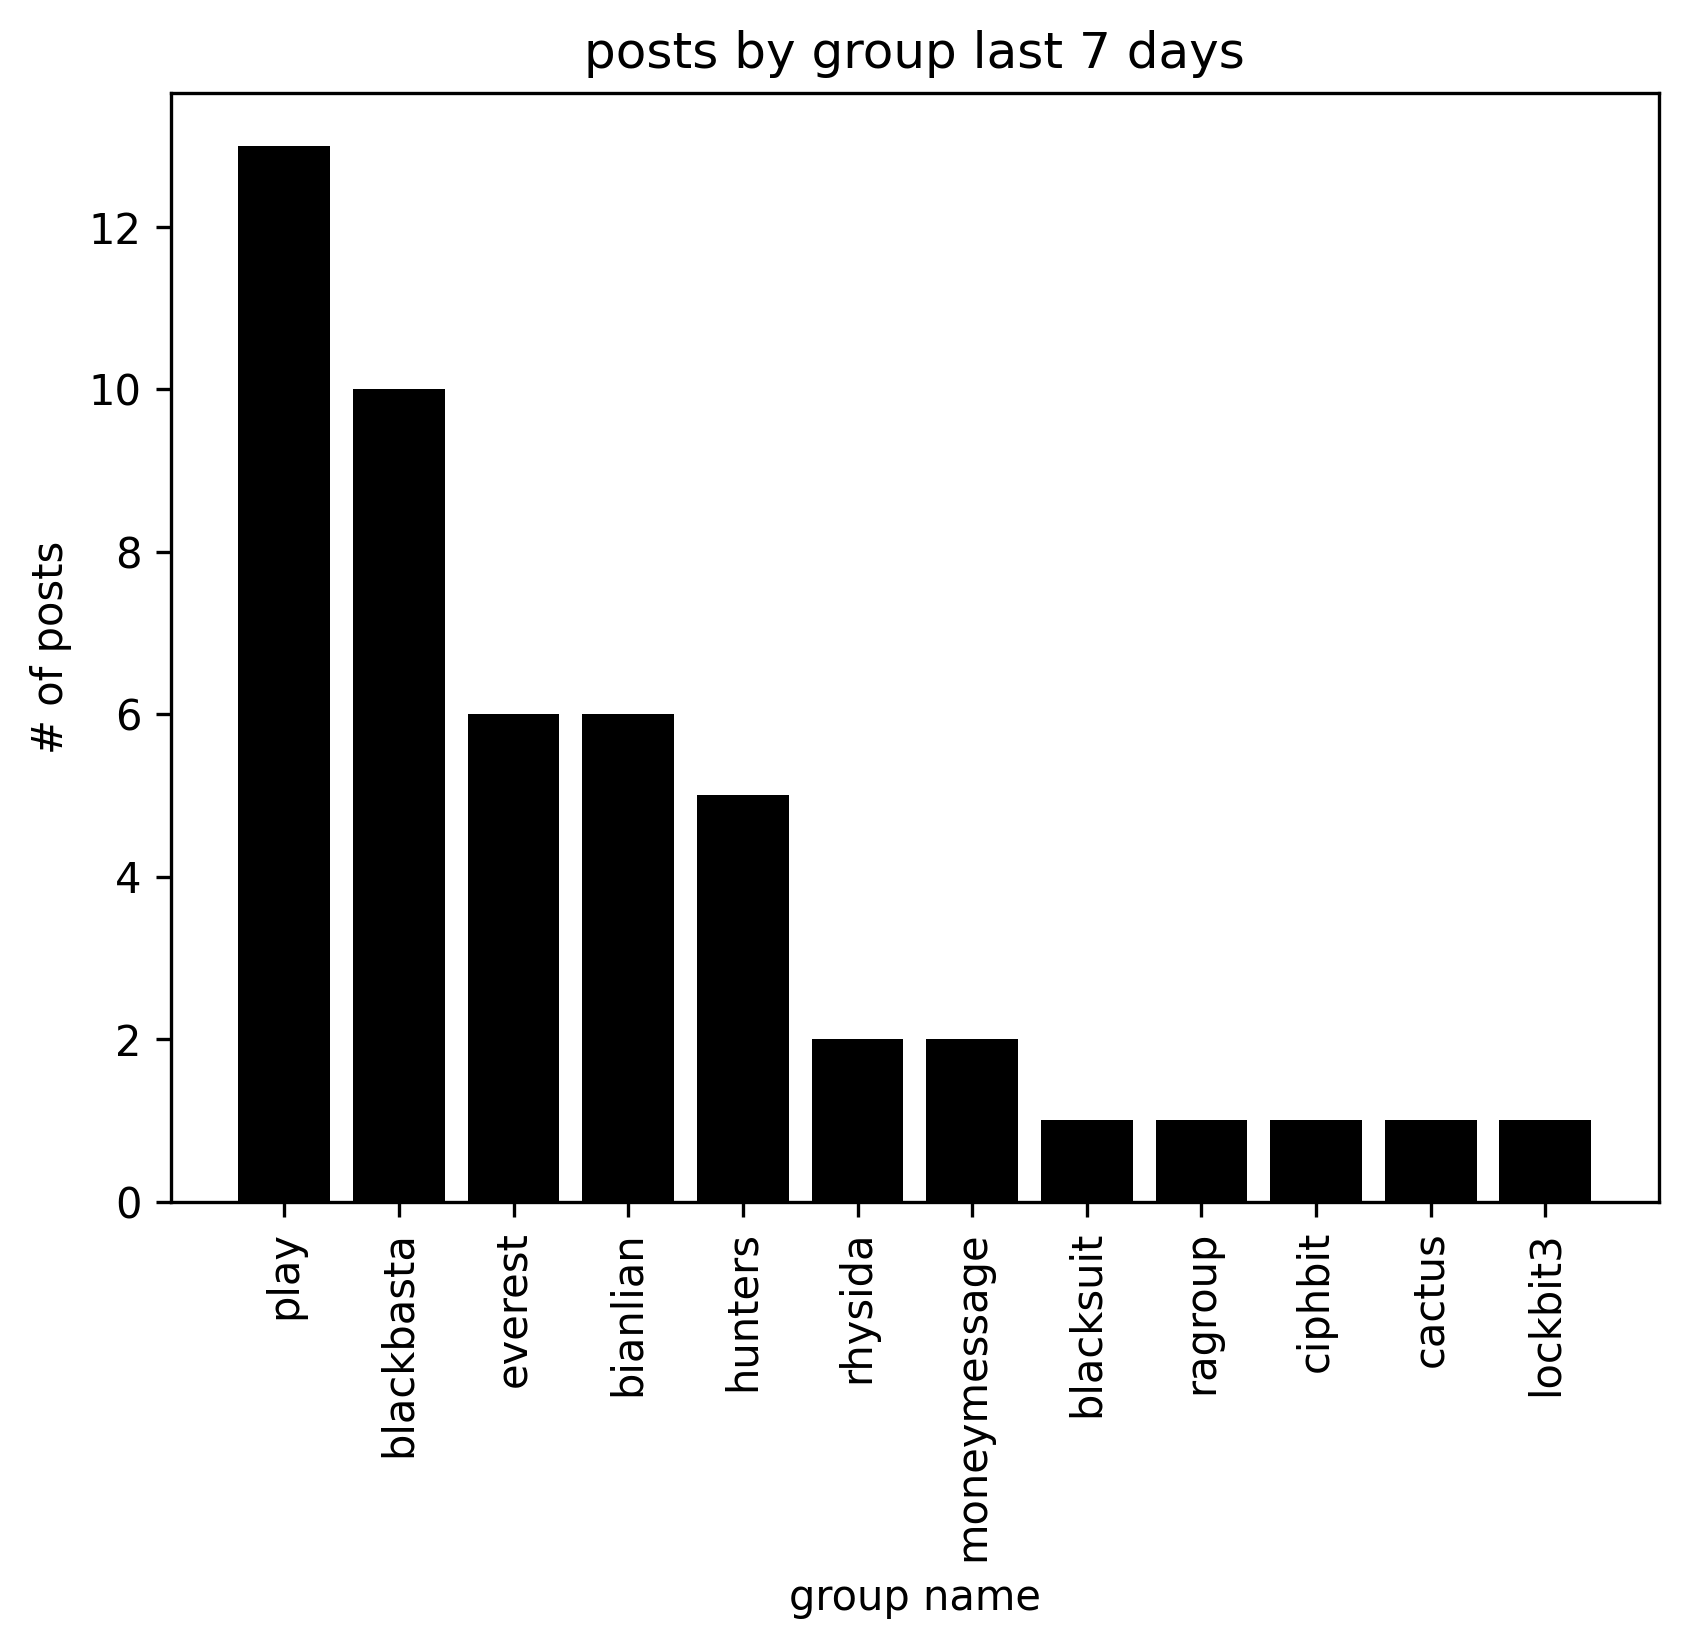 posts by group last 7 days
# of posts
12
10
8
6
4
2
0
play
blackbasta
everest
bianlian
hunters
rhysida
moneymessage
blacksuit
ragroup
ciphbit
cactus
lockbit3
group name